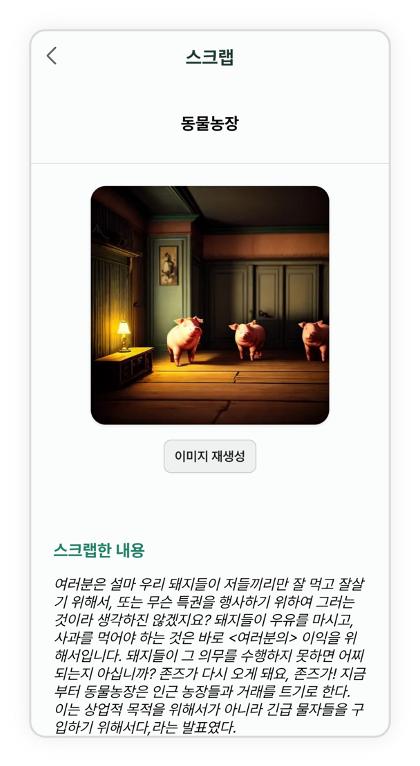 스크랩
동물농장
이미지 재생성
스크랩한 내용
여러분은 설마 우리 돼지들이 저들끼리만 잘 먹고 잘살
기 위해서, 또는 무슨 특권을 행사하기 위하여 그러는
것이라 생각하진 않겠지요? 돼지들이 우유를 마시고,
사과를 먹어야 하는 것은 바로 <여러분의> 이익을 위
해서입니다. 돼지들이 그 의무를 수행하지 못하면 어찌
되는지 아십니까? 존즈가 다시 오게 돼요, 존즈가! 지금
부터 동물농장은 인근 농장들과 거래를 트기로 한다.
이는 상업적 목적을 위해서가 아니라 긴급 물자들을 구
입하기 위해서다,라는 발표였다.